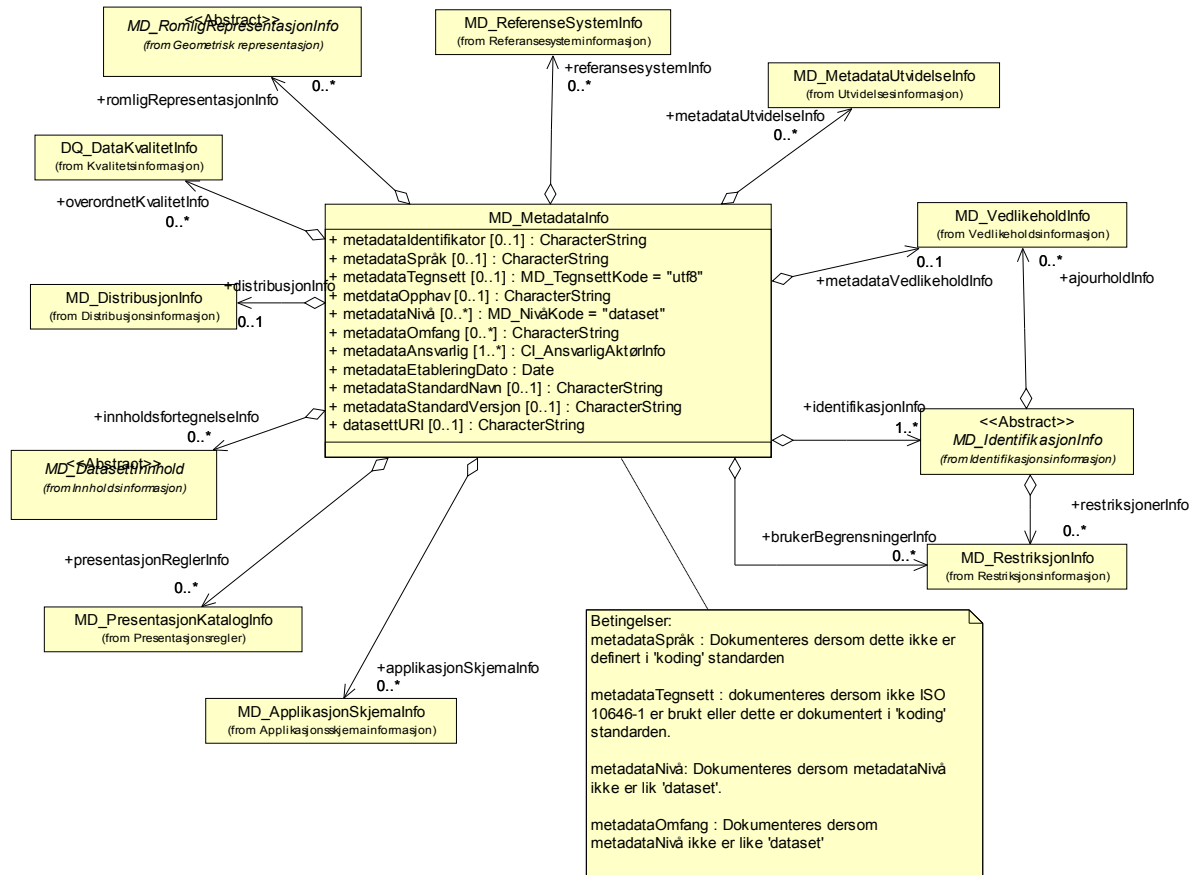 <<Abstract>>
MD_RomligRepresentasjonInfo
(from Geometrisk representasjon)
0..*
+romligRepresentasjonInfo
MD_ReferenseSystemInfo
(from Referansesysteminformasjon)
+referansesystemInfo
0..*
MD_MetadataUtvidelseInfo
(from Utvidelsesinformasjon)
+metadataUtvidelseInfo
0..*
DQ_DataKvalitetInfo
(from Kvalitetsinformasjon)
+overordnetKvalitetInfo
0..*
MD_MetadataInfo
+ metadataIdentifikator [0..1] : CharacterString
+ metadataSpråk [0..1] : CharacterString
+ metadataTegnsett [0..1] : MD_TegnsettKode = "utf8"
+ metdataOpphav [0..1] : CharacterString
+ metadataNivå [0..*] : MD_NivåKode = "dataset"
+ metadataOmfang [0..*] : CharacterString
+ metadataAnsvarlig [1..*] : CI_AnsvarligAktørInfo
+ metadataEtableringDato : Date
+ metadataStandardNavn [0..1] : CharacterString
+ metadataStandardVersjon [0..1] : CharacterString
+ datasettURI [0..1] : CharacterString
MD_VedlikeholdInfo
(from Vedlikeholdsinformasjon)
0..1
+metadataVedlikeholdInfo
0..*
+ajourholdInfo
MD_DistribusjonInfo
(from Distribusjonsinformasjon)
+distribusjonInfo
0..1
+innholdsfortegnelseInfo
0..*
<<Abstract>>
MD_DatasettInnhold
(from Innholdsinformasjon)
+identifikasjonInfo
1..*
<<Abstract>>
MD_IdentifikasjonInfo
(from Identifikasjonsinformasjon)
+restriksjonerInfo
0..*
+brukerBegrensningerInfo
0..*
MD_RestriksjonInfo
(from Restriksjonsinformasjon)
+presentasjonReglerInfo
0..*
MD_PresentasjonKatalogInfo
(from Presentasjonsregler)
+applikasjonSkjemaInfo
0..*
MD_ApplikasjonSkjemaInfo
(from Applikasjonsskjemainformasjon)
Betingelser:
metadataSpråk : Dokumenteres dersom dette ikke er
definert i 'koding' standarden
metadataTegnsett : dokumenteres dersom ikke ISO
10646-1 er brukt eller dette er dokumentert i 'koding'
standarden.
metadataNivå: Dokumenteres dersom metadataNivå
ikke er lik 'dataset'.
metadataOmfang : Dokumenteres dersom
metadataNivå ikke er like 'dataset'